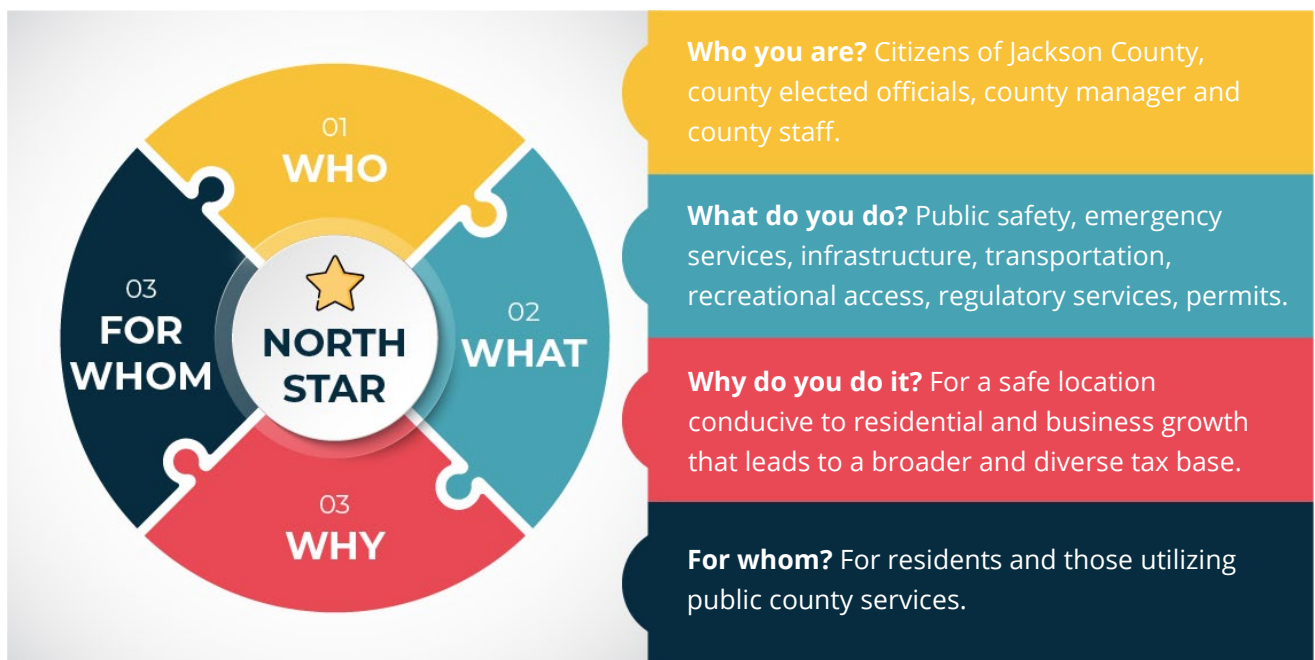 01
WHO
02
WHAT
03
WHY
03
FOR
WHOM
NORTH
STAR
Who you are? Citizens of Jackson County,
county elected officials, county manager and
county staff.
What do you do? Public safety, emergency
services, infrastructure, transportation,
recreational access, regulatory services, permits.
Why do you do it? For a safe location
conducive to residential and business growth
that leads to a broader and diverse tax base.
For whom? For residents and those utilizing
public county services.